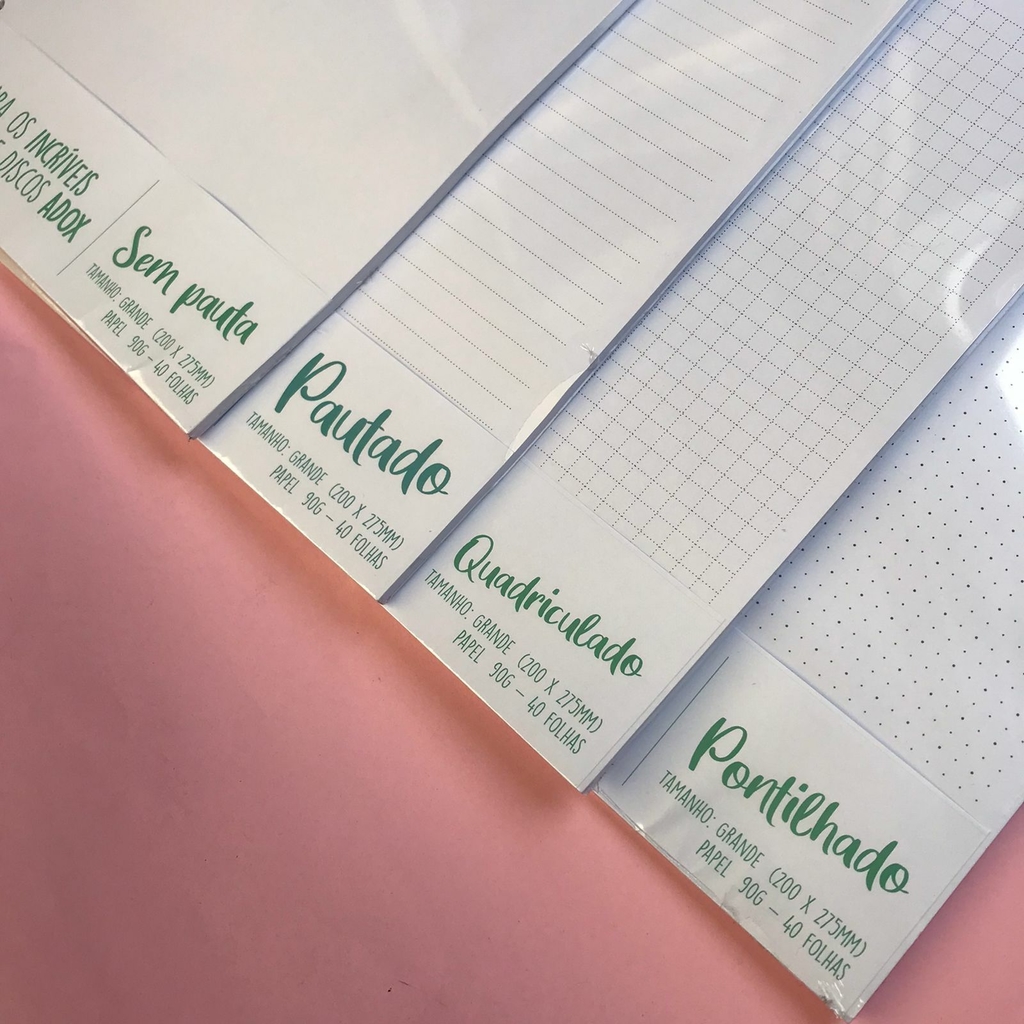 OS INCRÍVEIS
DISCOS ADOX
Sem pauta
TAMANHO: GRANDE (200 X 275MM)
PAPEL 90G – 40 FOLHAS
Pautado
TAMANHO: GRANDE (200 X 275MM)
PAPEL 90G – 40 FOLHAS
Quadriculado
TAMANHO: GRANDE (200 X 275MM)
PAPEL 90G – 40 FOLHAS
Pontilhado
TAMANHO: GRANDE (200 X 275MM)
PAPEL 90G – 40 FOLHAS